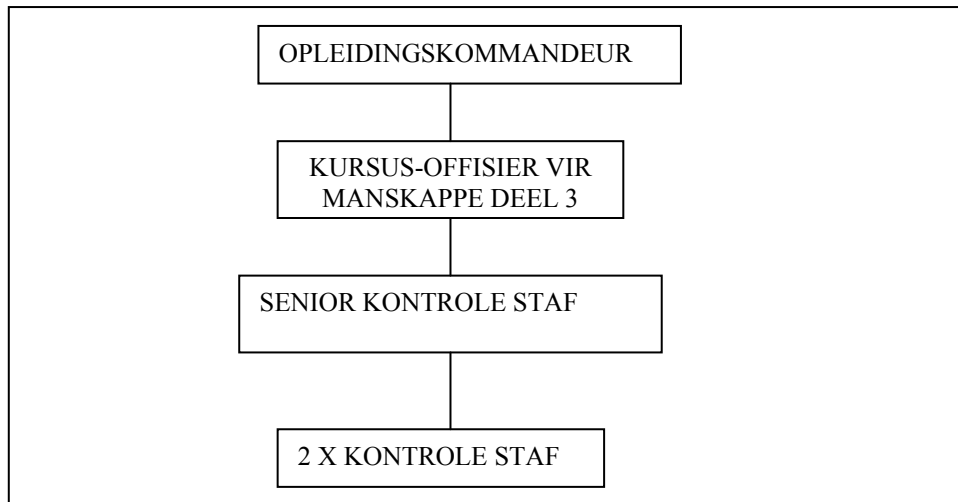 OPLEIDINGSKOMMANDEUR
KURSUS-OFFISIER VIR
MANSKAPPE DEEL 3
SENIOR KONTROLE STAF
2 X KONTROLE STAF